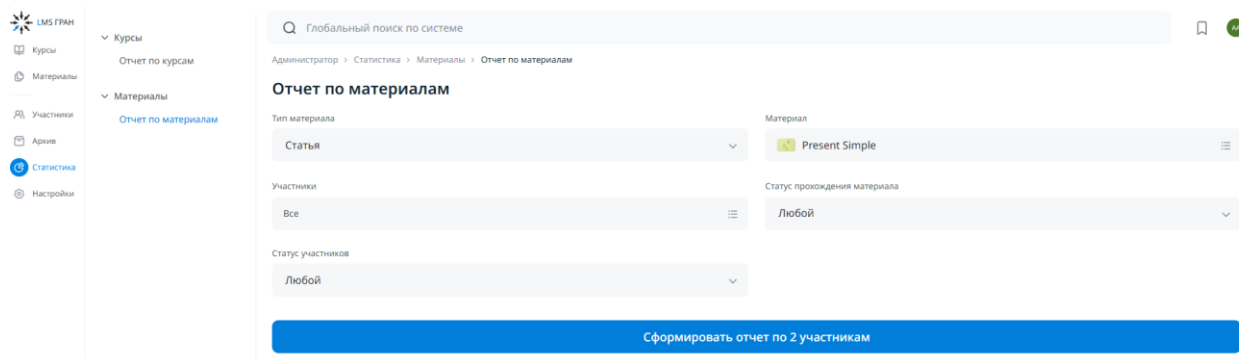 LMS ГРАН
Курсы
Материалы
Участники
Архив
Статистика
Настройки
Курсы
Отчет по курсам
Материалы
Отчет по материалам
Глобальный поиск по системе
Администратор > Статистика > Материалы > Отчет по материалам
Отчет по материалам
Тип материала
Статья
Материал
Present Simple
Участники
Все
Статус прохождения материала
Любой
Статус участников
Любой
Сформировать отчет по 2 участникам